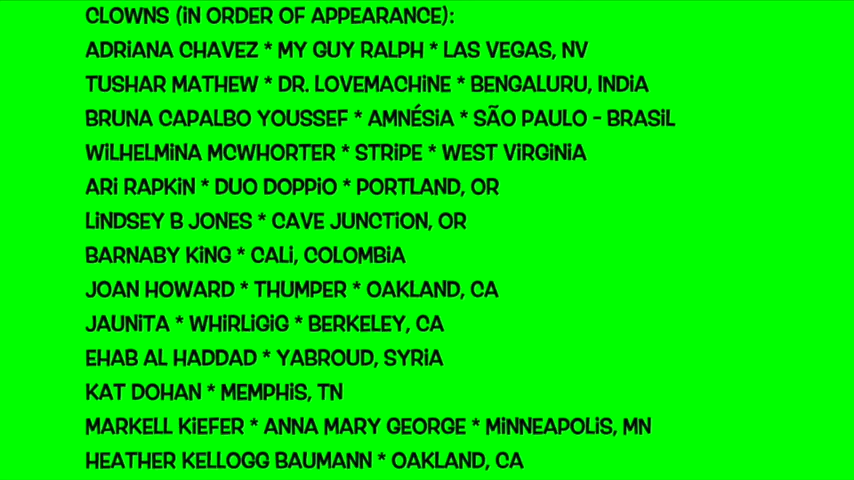 CLOWNS (iN ORDER OF APPEARANCE):
ADRiANA CHAVEZ * MY GUY RALPH * LAS VEGAS, NV
TUSHAR MATHEW * DR. LOVEMACHiNE * BENGALURU, INDiA
BRUNA CAPALBO YOUSSEF * AMNÉSiA * SÃO PAULO - BRASiL
WiLHELMiNA MCWHORTER * STRiPE * WEST ViRGiNiA
ARi RAPKiN * DUO DOPPiO * PORTLAND, OR
LiNDSEY B JONES * CAVE JUNCTiON, OR
BARNABY KiNG * CALi, COLOMBiA
JOAN HOWARD * THUMPER * OAKLAND, CA
JAUNiTA * WHiRLiGiG * BERKELEY, CA
EHAB AL HADDAD * YABROUD, SYRiA
KAT DOHAN * MEMPHiS, TN
MARKELL KiEFER * ANNA MARY GEORGE * MiNNEAPOLiS, MN
HEATHER KELLOGG BAUMANN * OAKLAND, CA